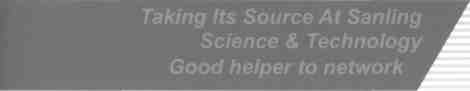 Taking Its Source At Sanling
Science & Technology
Good helper to network